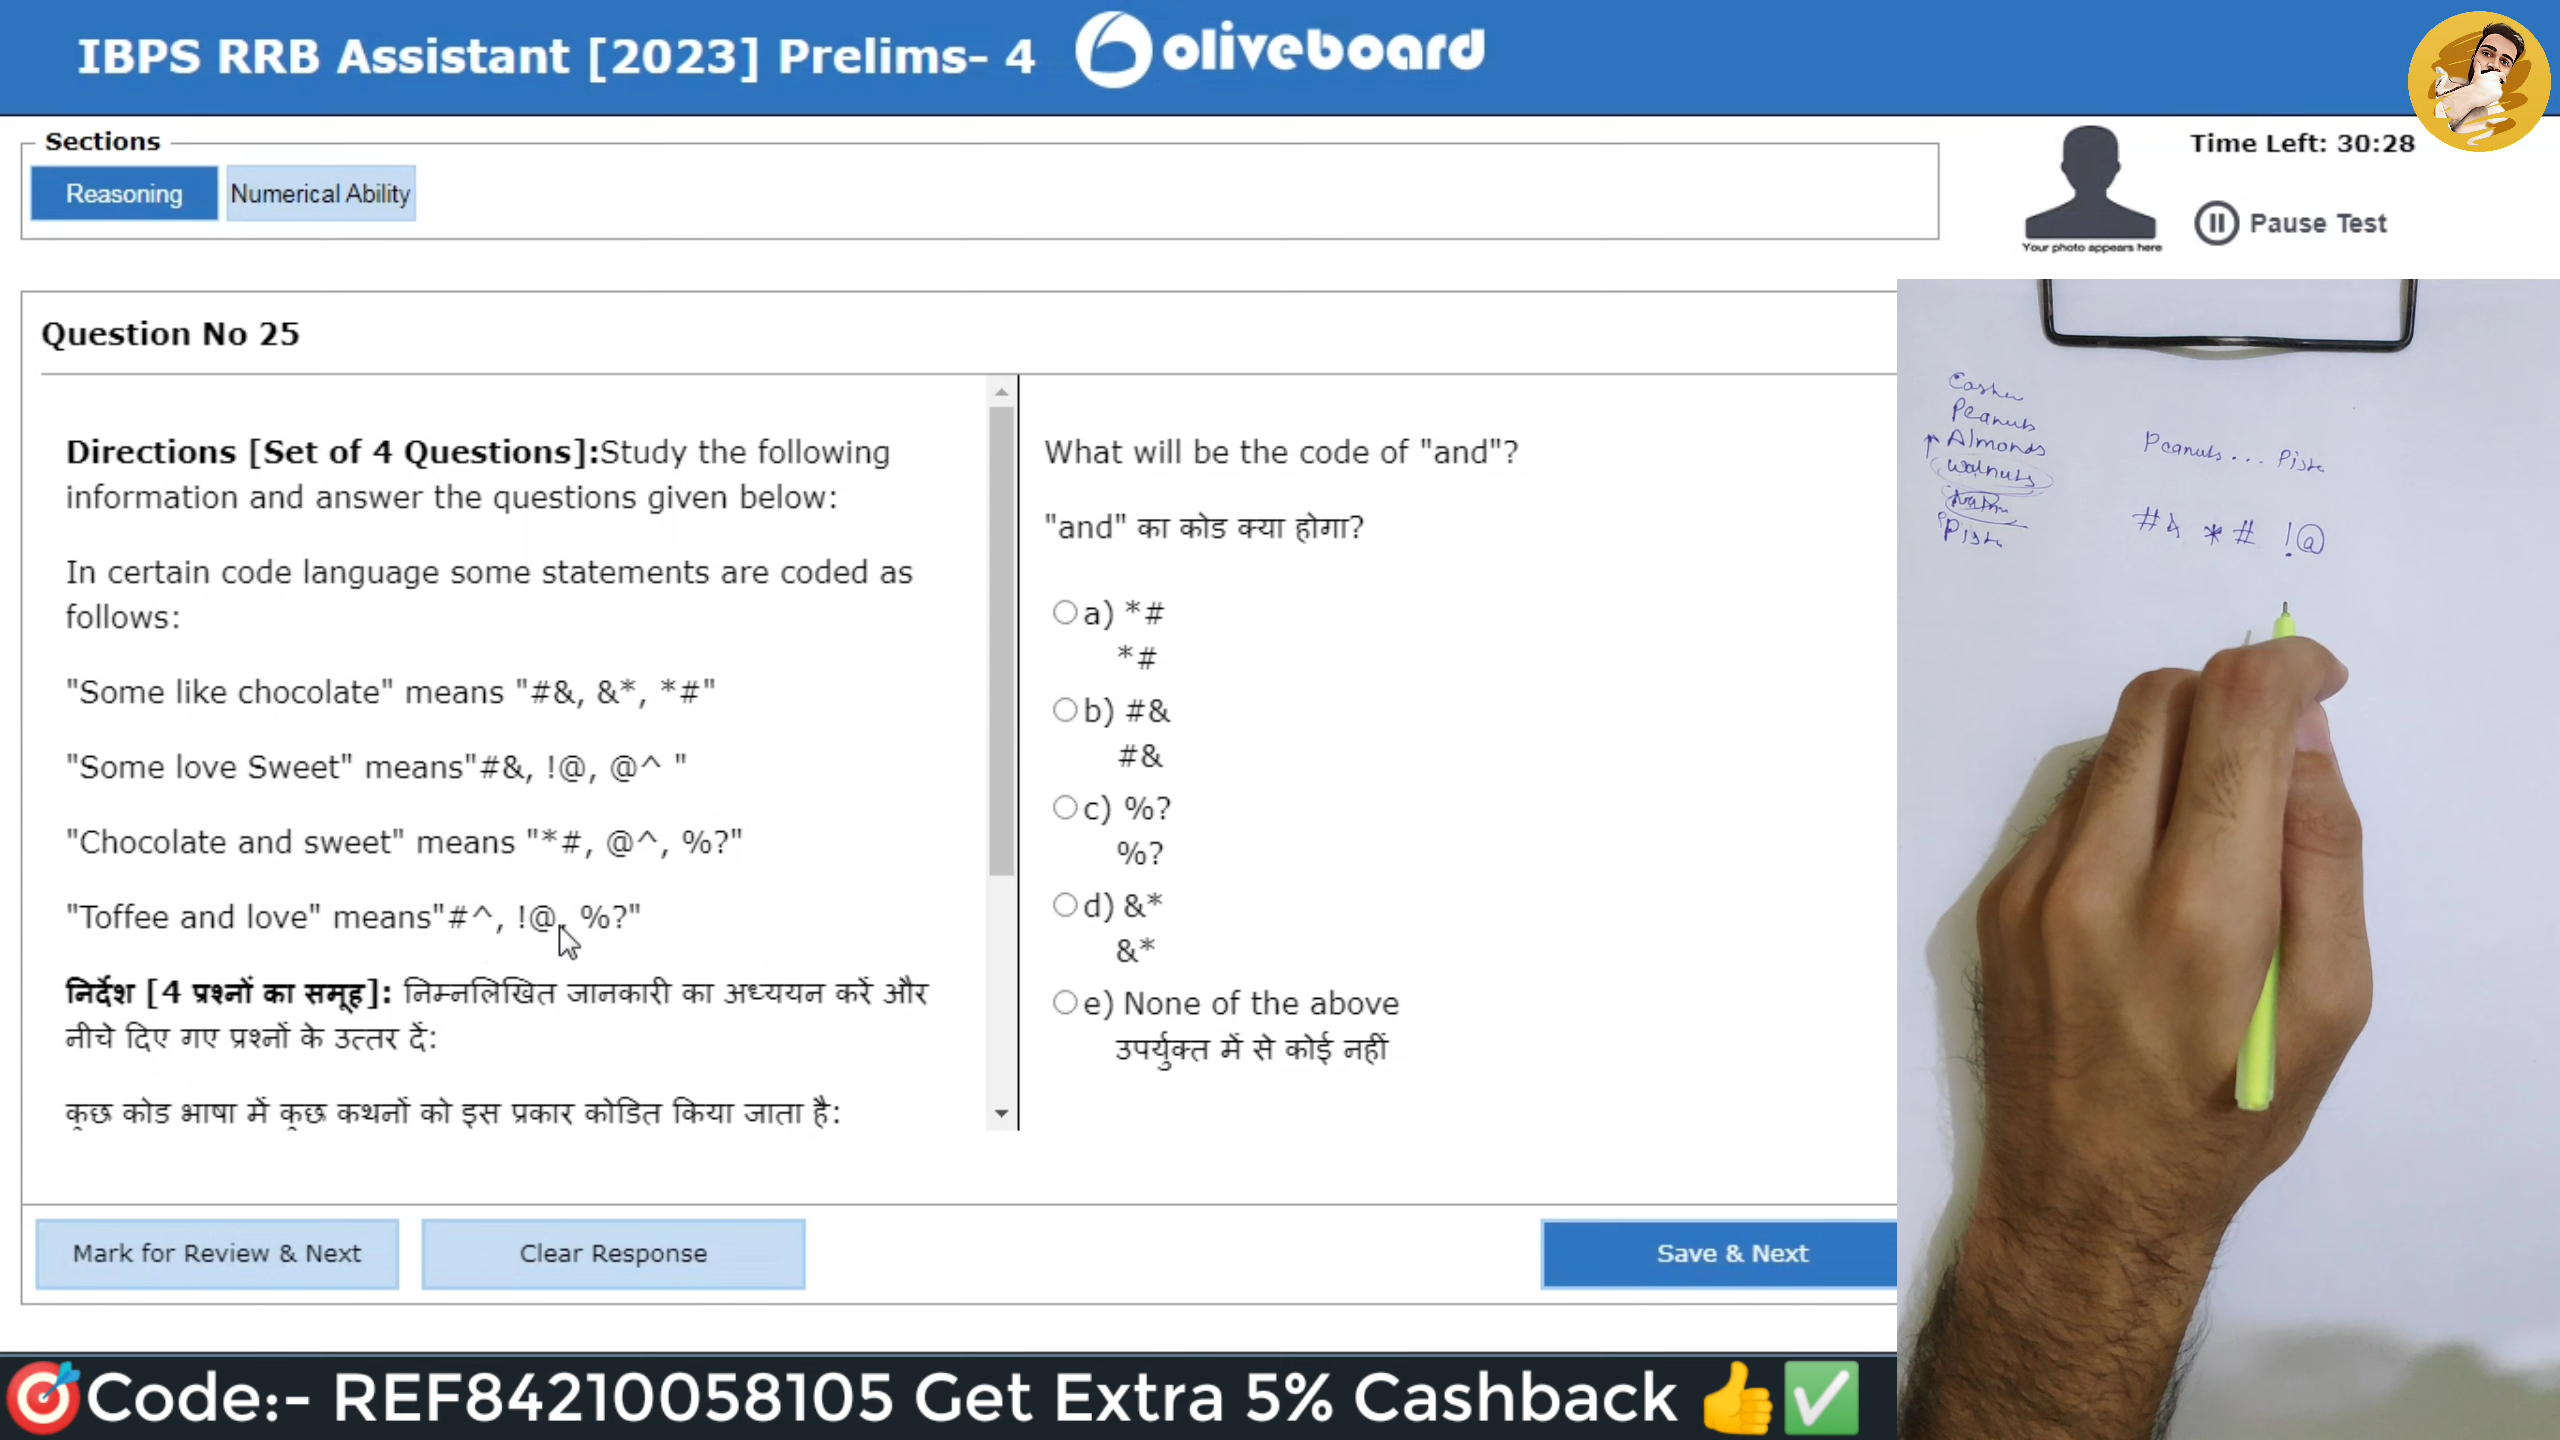 IBPS RRB Assistant [2023] Prelims- 4 oliveboard
Sections
Reasoning Numerical Ability
Time Left: 30:28
Pause Test
Your photo appears here
Question No 25
Directions [Set of 4 Questions]:Study the following
information and answer the questions given below:
In certain code language some statements are coded as
follows:
"Some like chocolate" means "#&, &*, *#"
"Some love Sweet" means"#&, !@, @^ "
"Chocolate and sweet" means "*#, @^, %?"
"Toffee and love" means"#^, !@, %?"
निर्देश [4 प्रश्नों का समूह]: निम्नलिखित जानकारी का अध्ययन करें और
नीचे दिए गए प्रश्नों के उत्तर दें:
कुछ कोड भाषा में कुछ कथनों को इस प्रकार कोडित किया जाता है:
What will be the code of "and"?
"and" का कोड क्या होगा?
a) *#
*#
b) #&
#&
c) %?
%?
d) &*
&*
e) None of the above
उपर्युक्त में से कोई नहीं
Mark for Review & Next Clear Response Save & Next
Peanuts
Almonds
Walnuts
Peanuts...
*# !@
Code:- REF84210058105 Get Extra 5% Cashback